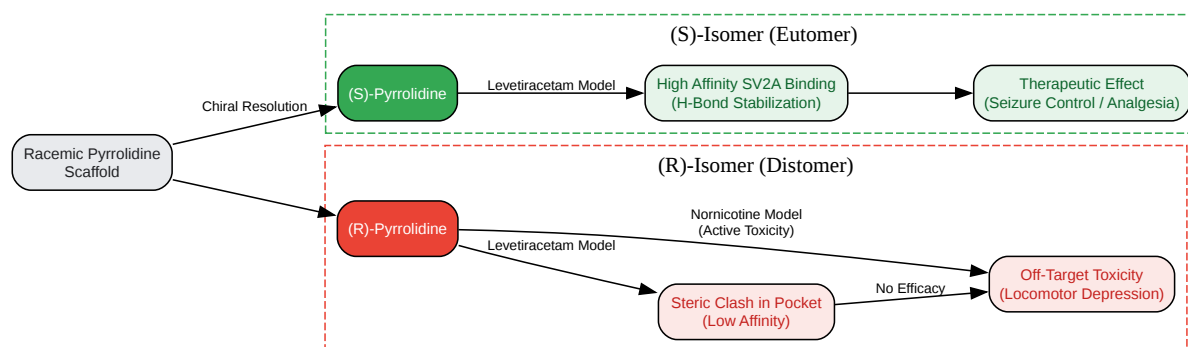 (S)-Isomer (Eutomer)
Chiral Resolution
(S)-Pyrrolidine
Levetiracetam Model
High Affinity SV2A Binding
(H-Bond Stabilization)
Therapeutic Effect
(Seizure Control / Analgesia)
Racemic Pyrrolidine
Scaffold
(R)-Isomer (Distomer)
(R)-Pyrrolidine
Nornicotine Model
(Active Toxicity)
Levetiracetam Model
Steric Clash in Pocket
(Low Affinity)
No Efficacy
Off-Target Toxicity
(Locomotor Depression)